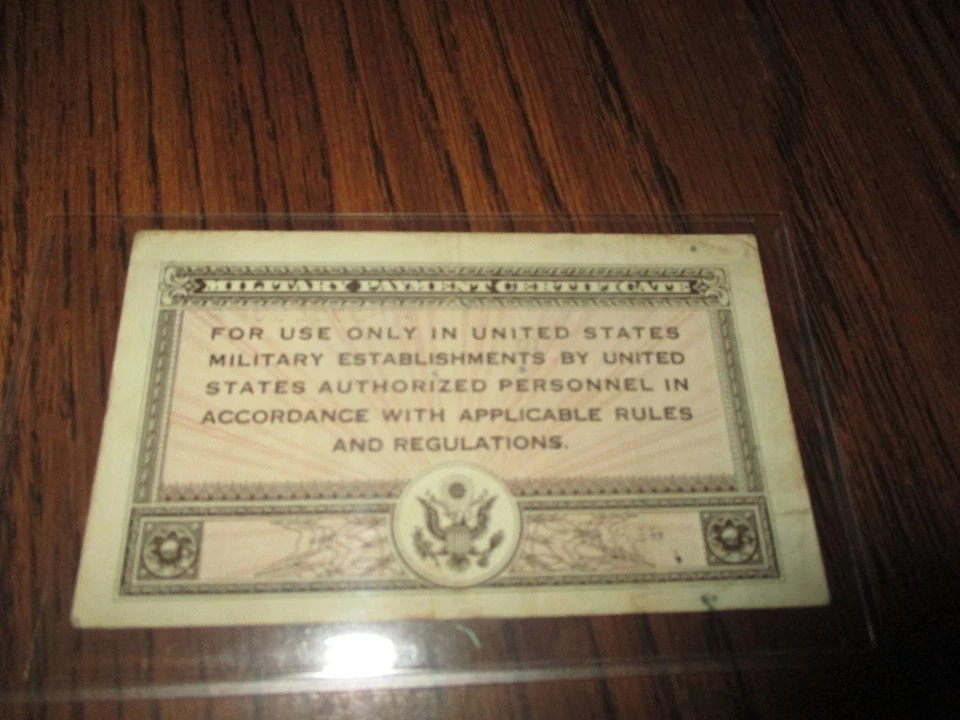 MILITARY PAYMENT CERTIFICATE
FOR USE ONLY IN UNITED STATES
MILITARY ESTABLISHMENTS BY UNITED
STATES AUTHORIZED PERSONNEL IN
ACCORDANCE WITH APPLICABLE RULES
AND REGULATIONS.